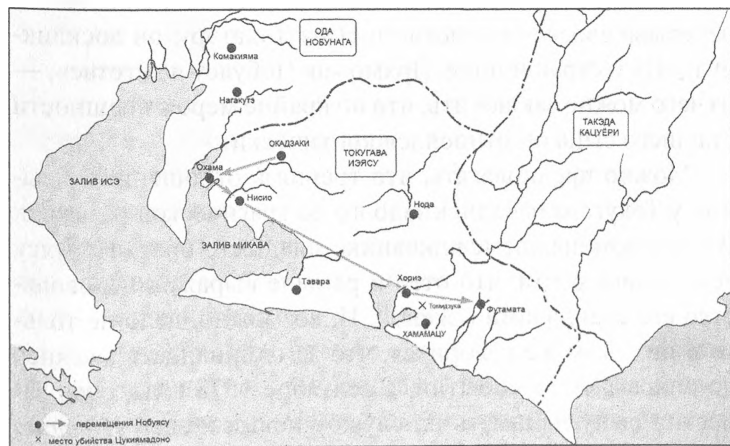 ОДА
НОБУНАГА
Комакияма
Нагакутэ
ТАКЭДА
КАЦУЁРИ
ТОКУГАВА
ИЭЯСУ
ОКАДЗАКИ
Охама
ЗАЛИВ ИСЭ
Нисио
Нода
ЗАЛИВ МИКАВА
Тавара
Хориэ
Томидзука
Футамата
ХАМАМАЦУ
перемещения Нобуясу
место убийства Цукиямадоно